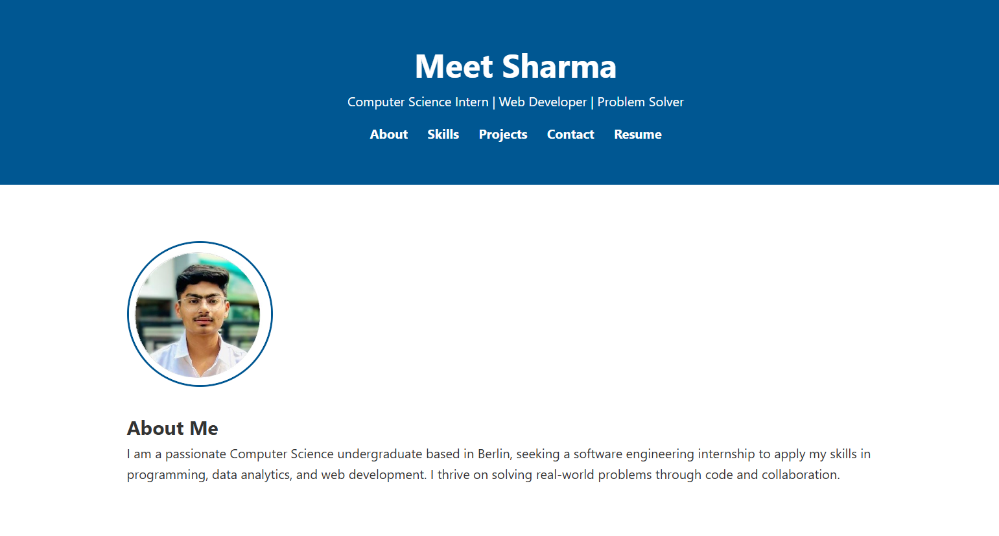 Meet Sharma
Computer Science Intern | Web Developer | Problem Solver
About Skills Projects Contact Resume
About Me
I am a passionate Computer Science undergraduate based in Berlin, seeking a software engineering internship to apply my skills in
programming, data analytics, and web development. I thrive on solving real-world problems through code and collaboration.